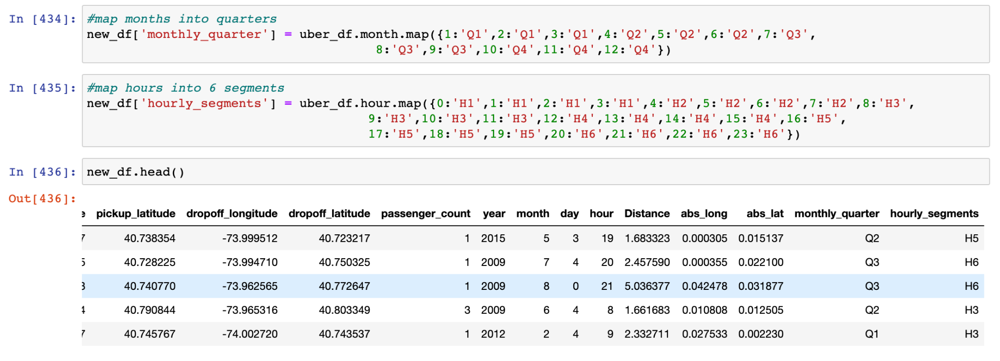 In [434]: #map months into quarters
new_df['monthly_quarter'] = uber_df.month.map({1:'Q1',2:'Q1',3:'Q1',4:'Q2',5:'Q2',6:'Q2',7:'Q3',
8:'Q3',9:'Q3',10:'Q4',11:'Q4',12:'Q4'})
In [435]: #map hours into 6 segments
new_df['hourly_segments'] = uber_df.hour.map({0:'H1',1:'H1',2:'H1',3:'H1',4:'H2',5:'H2',6:'H2',7:'H2',8:'H3',
9:'H3',10:'H3',11:'H3',12:'H4',13:'H4',14:'H4',15:'H4',16:'H5',
17:'H5',18:'H5',19:'H5',20:'H6',21:'H6',22:'H6',23:'H6'})
In [436]: new_df.head()
Out[436]:
e pickup_latitude dropoff_longitude dropoff_latitude passenger_count year month day hour Distance abs_long abs_lat monthly_quarter hourly_segments
7 40.738354 -73.999512 40.723217 1 2015 5 3 19 1.683323 0.000305 0.015137 Q2 H5
5 40.728225 -73.994710 40.750325 1 2009 7 4 20 2.457590 0.000355 0.022100 Q3 H6
3 40.740770 -73.962565 40.772647 1 2009 8 0 21 5.036377 0.042478 0.031877 Q3 H6
4 40.790844 -73.965316 40.803349 3 2009 6 4 8 1.661683 0.010808 0.012505 Q2 H3
7 40.745767 -74.002720 40.743537 1 2012 2 4 9 2.332711 0.027533 0.002230 Q1 H3